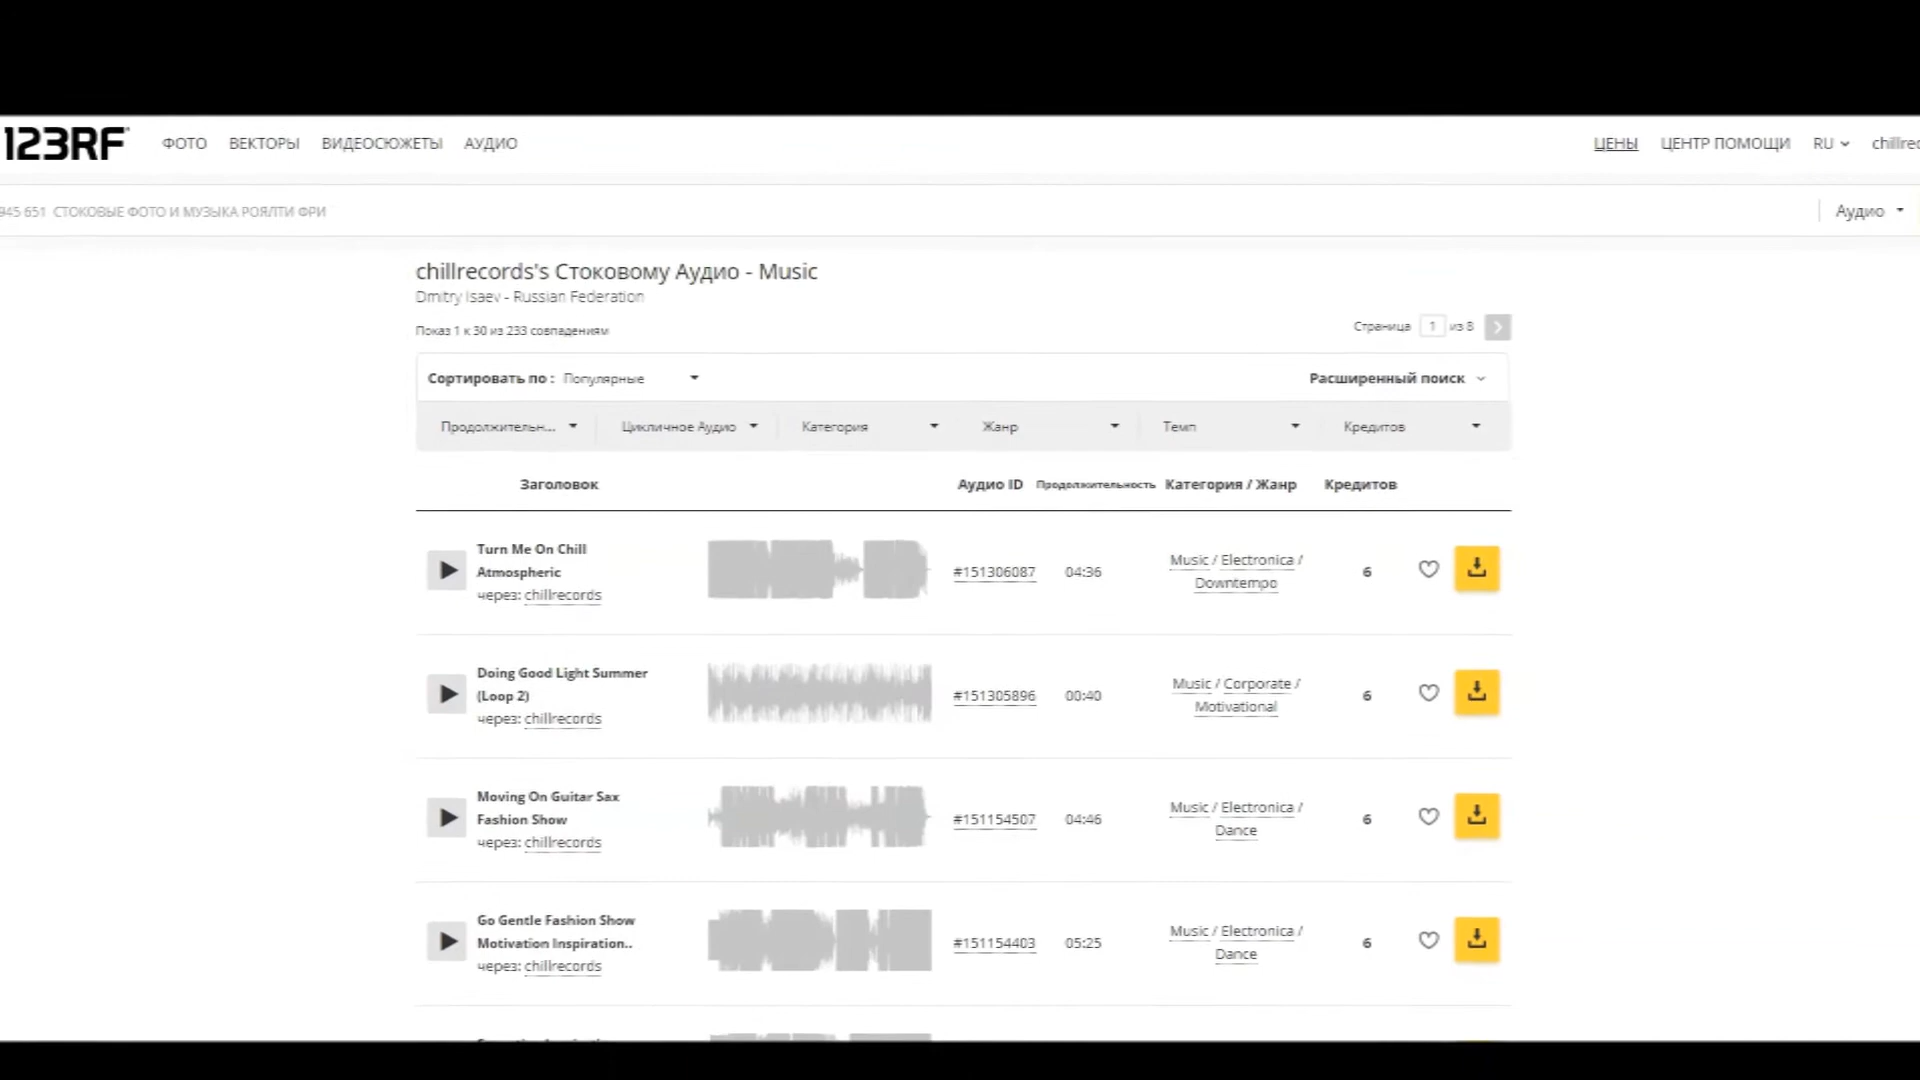 123RF ФОТО ВЕКТОРЫ ВИДЕОСЮЖЕТЫ АУДИО ЦЕНЫ ЦЕНТР ПОМОЩИ RU chillrec
945 651 СТОКОВЫЕ ФОТО И МУЗЫКА РОЯЛТИ ФРИ Аудио
chillrecords's Стоковому Аудио - Music
Dmitry Isaev - Russian Federation
Показ 1 к 30 из 233 совпадениям Страница 1 из 8
Сортировать по : Популярные Расширенный поиск
Продолжительн... Цикличное Аудио Категория Жанр Темп Кредитов
Заголовок Аудио ID Продолжительность Категория / Жанр Кредитов
Turn Me On Chill
Atmospheric
через: chillrecords
#151306087 04:36
Music / Electronica /
Downtempo
6
Doing Good Light Summer
(Loop 2)
через: chillrecords
#151305896 00:40
Music / Corporate /
Motivational
6
Moving On Guitar Sax
Fashion Show
через: chillrecords
#151154507 04:46
Music / Electronica /
Dance
6
Go Gentle Fashion Show
Motivation Inspiration..
через: chillrecords
#151154403 05:25
Music / Electronica /
Dance
6